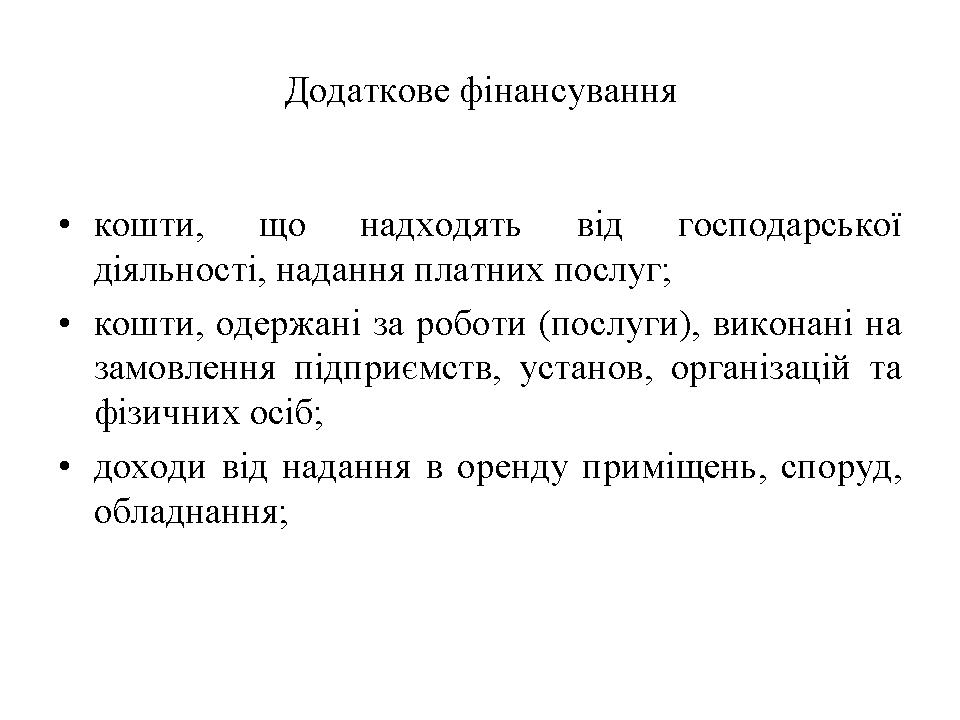 Додаткове фінансування
• кошти, що надходять від господарської
діяльності, надання платних послуг;
• кошти, одержані за роботи (послуги), виконані на
замовлення підприємств, установ, організацій та
фізичних осіб;
• доходи від надання в оренду приміщень, споруд,
обладнання;